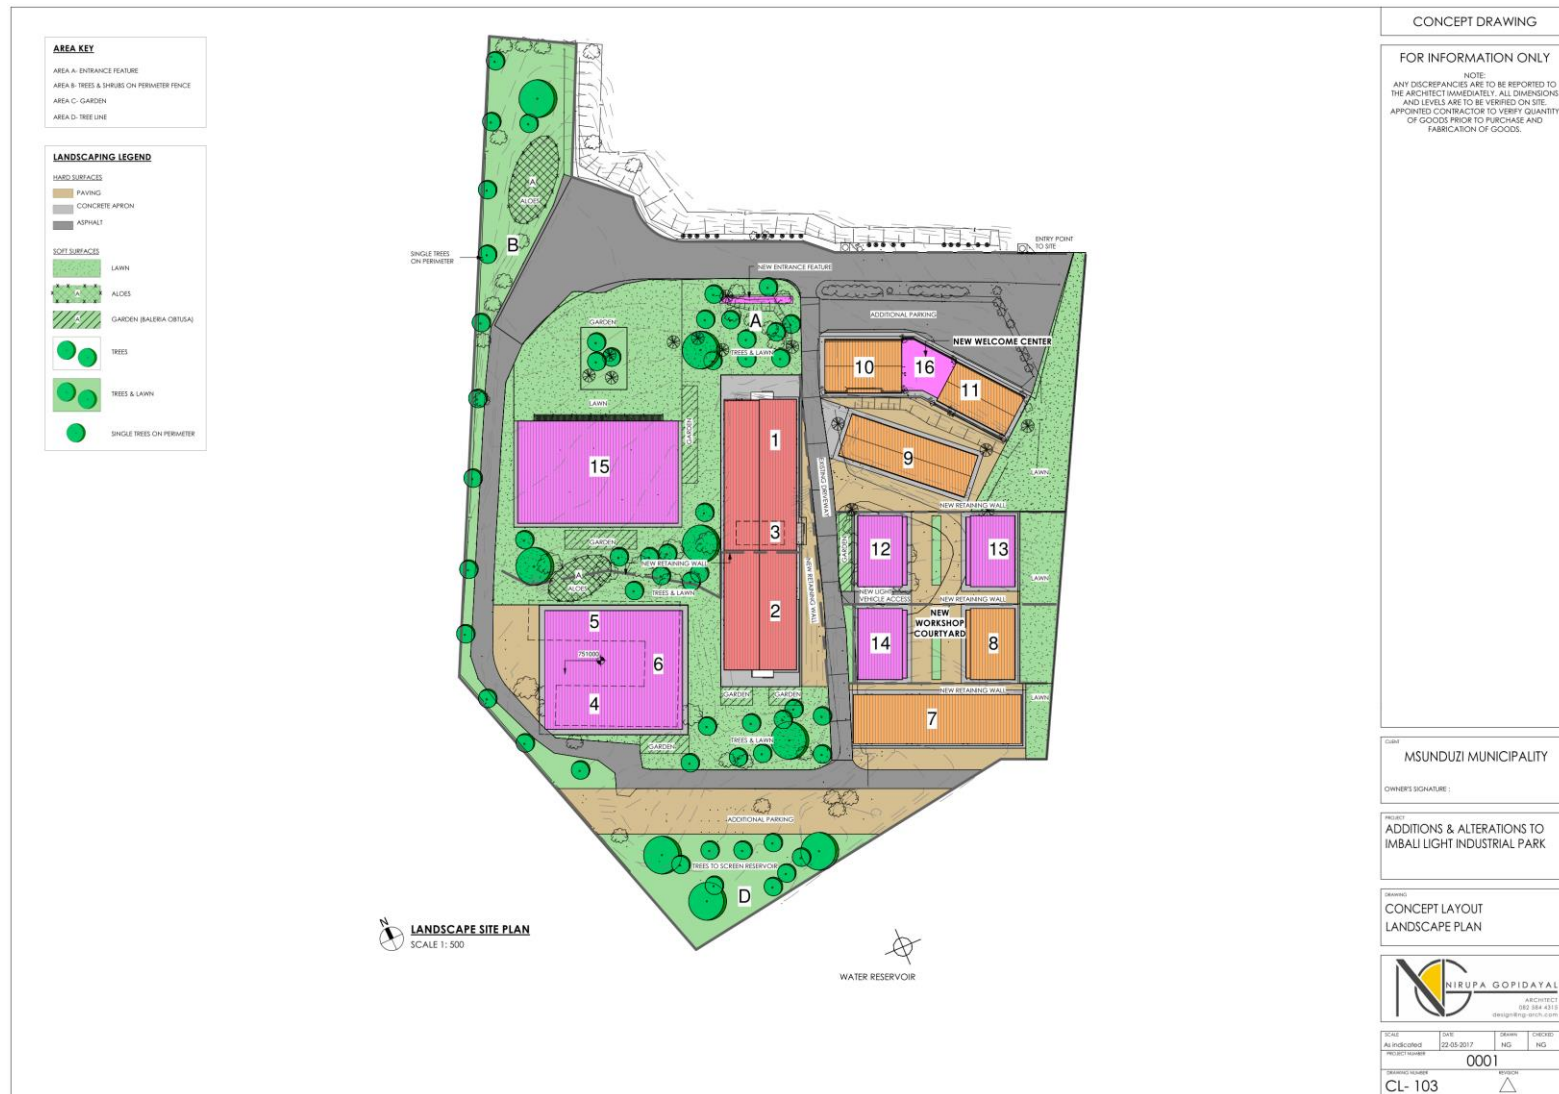 AREA KEY
AREA A- ENTRANCE FEATURE
AREA B- TREES & SHRUBS ON PERIMETER FENCE
AREA C- GARDEN
AREA D- TREE LINE
LANDSCAPING LEGEND
HARD SURFACES
PAVING
CONCRETE APRON
ASPHALT
SOFT SURFACES
LAWN
A
ALOES
A
GARDEN (BALERIA OBTUSA)
TREES
TREES & LAWN
SINGLE TREES ON PERIMETER
A
ALOES
B
SINGLE TREES
ON PERIMETER
ENTRY POINT
TO SITE
NEW ENTRANCE FEATURE
GARDEN
A
TREES & LAWN
ADDITIONAL PARKING
NEW WELCOME CENTER
10
16
11
LAWN
GARDEN
1
9
15
EXISTING DRIVEWAY
LAWN
NEW RETAINING WALL
3
GARDEN
GARDEN
12
13
NEW RETAINING WALL
A
ALOES
TREES & LAWN
NEW RETAINING WALL
LAWN
NEW LIGHT
VEHICLE ACCESS
NEW RETAINING WALL
5
2
NEW
WORKSHOP
COURTYARD
14
8
751000
6
4
GARDEN
GARDEN
NEW RETAINING WALL
LAWN
7
GARDEN
TREES & LAWN
ADDITIONAL PARKING
TREES TO SCREEN RESERVOIR
D
N
LANDSCAPE SITE PLAN
SCALE 1: 500
WATER RESERVOIR
CONCEPT DRAWING
FOR INFORMATION ONLY
NOTE:
ANY DISCREPANCIES ARE TO BE REPORTED TO
THE ARCHITECT IMMEDIATELY. ALL DIMENSIONS
AND LEVELS ARE TO BE VERIFIED ON SITE.
APPOINTED CONTRACTOR TO VERIFY QUANTITY
OF GOODS PRIOR TO PURCHASE AND
FABRICATION OF GOODS.
CLIENT
MSUNDUZI MUNICIPALITY
OWNER'S SIGNATURE :
PROJECT
ADDITIONS & ALTERATIONS TO
IMBALI LIGHT INDUSTRIAL PARK
DRAWING
CONCEPT LAYOUT
LANDSCAPE PLAN
NIRUPA GOPIDAYAL
ARCHITECT
082 584 4315
design@ng-arch.com
SCALE DATE DRAWN CHECKED
As indicated 22-05-2017 NG NG
PROJECT NUMBER
0001
DRAWING NUMBER REVISION
CL- 103